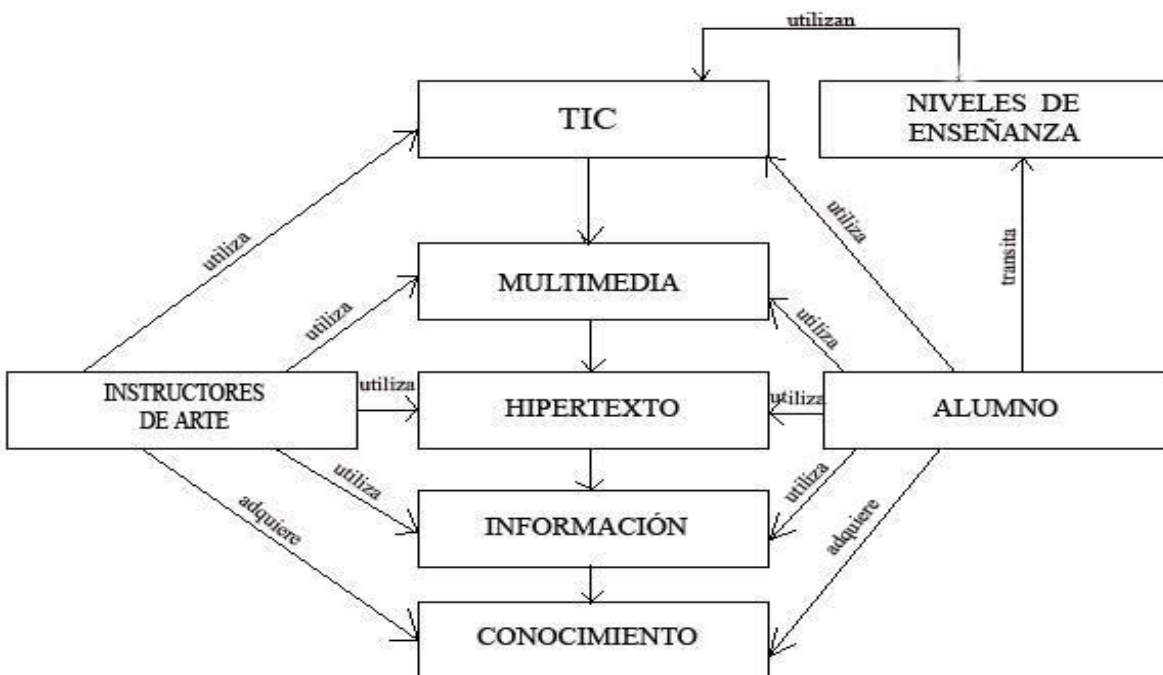 utilizan
TIC
NIVELES DE
ENSEÑANZA
utiliza
utiliza
transita
MULTIMEDIA
utiliza
utiliza
INSTRUCTORES
DE ARTE
utiliza
HIPERTEXTO
utiliza
ALUMNO
utiliza
utiliza
adquiere
adquiere
INFORMACIÓN
CONOCIMIENTO